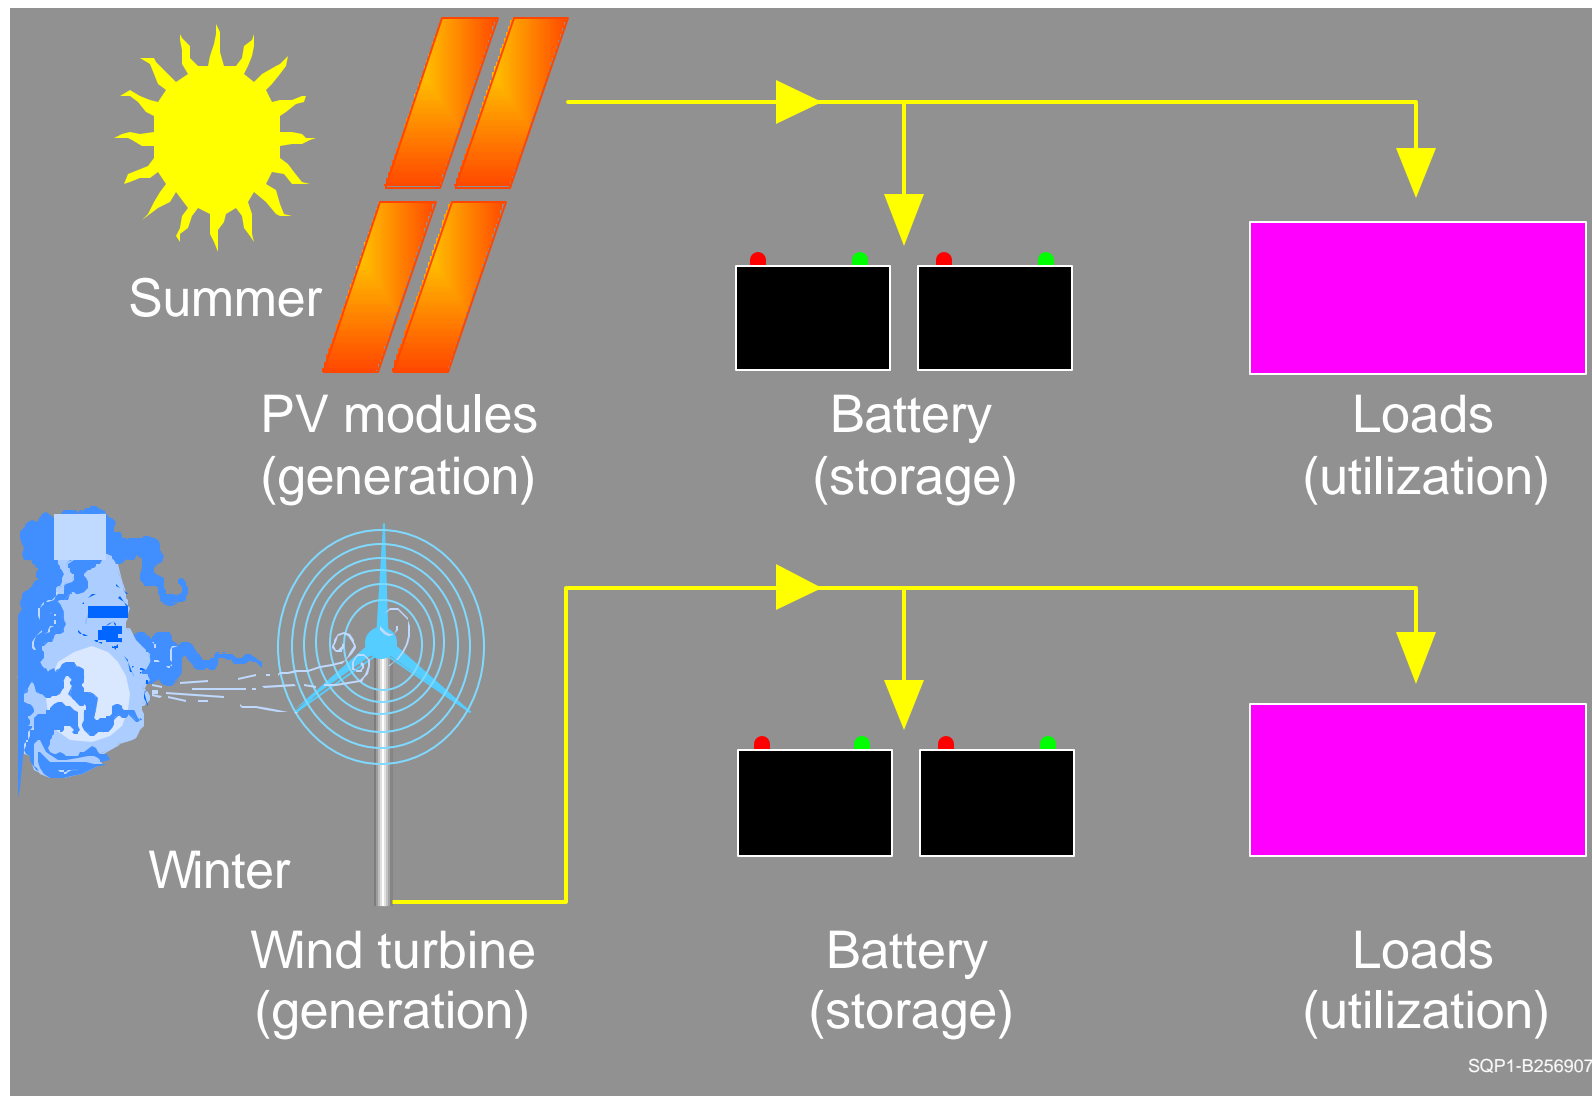 Summer
PV modules
(generation)
Battery
(storage)
Loads
(utilization)
Winter
Wind turbine
(generation)
Battery
(storage)
Loads
(utilization)
SQP1-B256907